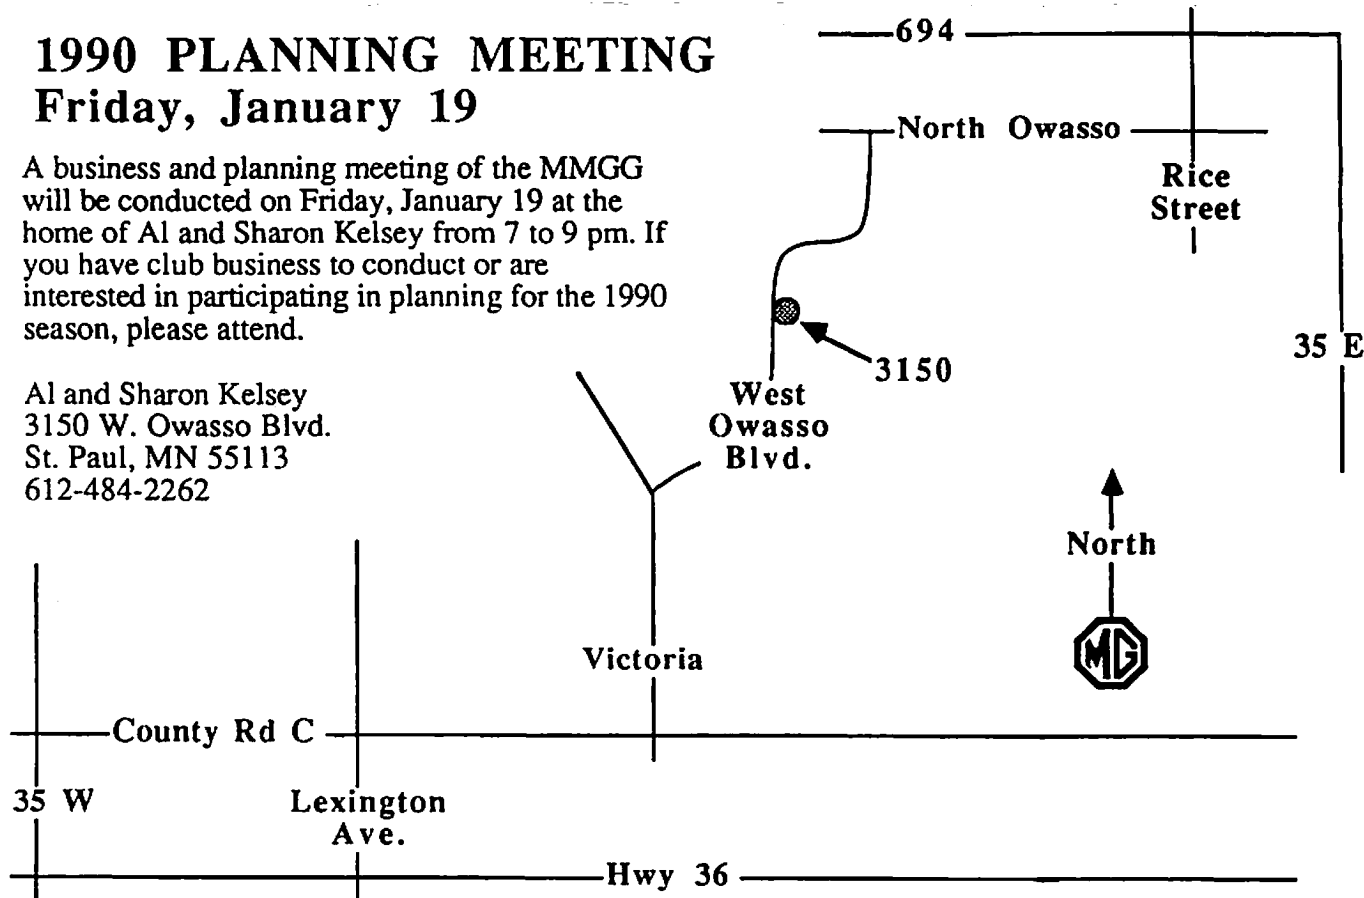 1990 PLANNING MEETING
Friday, January 19
A business and planning meeting of the MMGG
will be conducted on Friday, January 19 at the
home of Al and Sharon Kelsey from 7 to 9 pm. If
you have club business to conduct or are
interested in participating in planning for the 1990
season, please attend.
Al and Sharon Kelsey
3150 W. Owasso Blvd.
St. Paul, MN 55113
612-484-2262
694
North Owasso
Rice
Street
35 E
3150
West
Owasso
Blvd.
North
MG
Victoria
County Rd C
35 W
Lexington
Ave.
Hwy 36